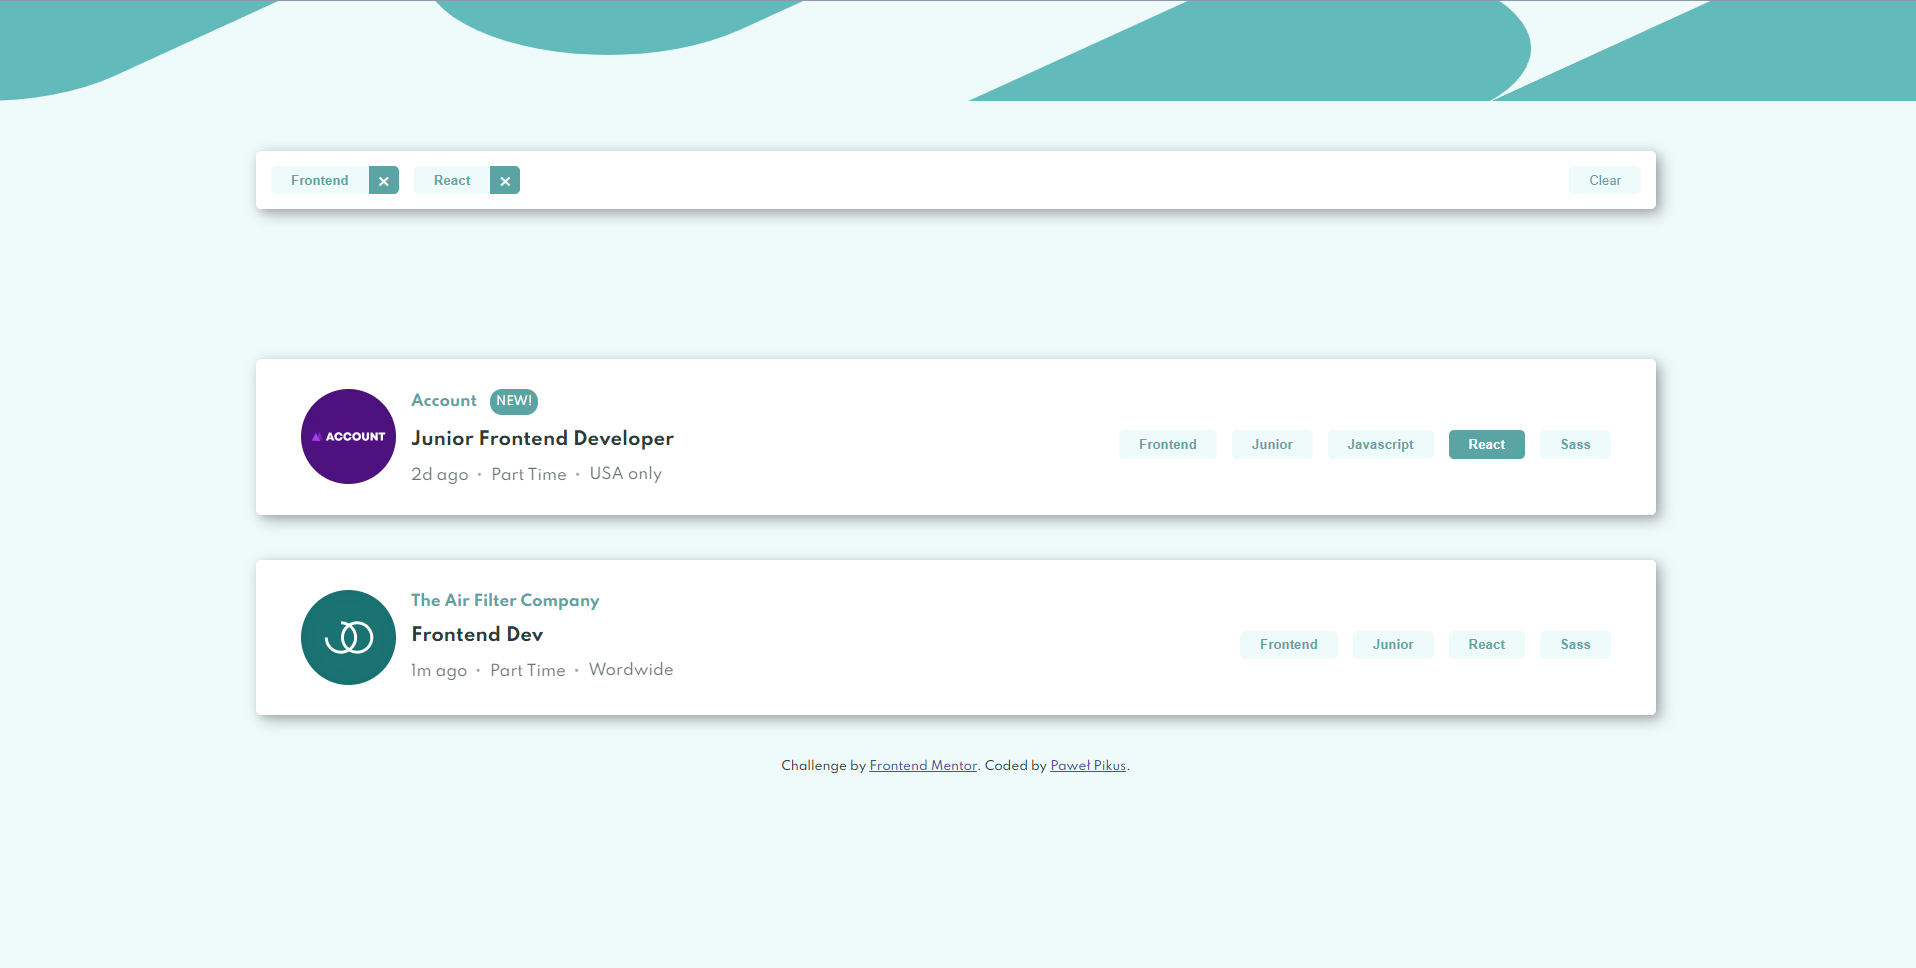 Frontend × React × Clear
Account NEW!
ACCOUNT
Junior Frontend Developer
2d ago • Part Time • USA only
Frontend Junior Javascript React Sass
The Air Filter Company
Frontend Dev
1m ago • Part Time • Wordwide
Frontend Junior React Sass
Challenge by Frontend Mentor. Coded by Paweł Pikus.